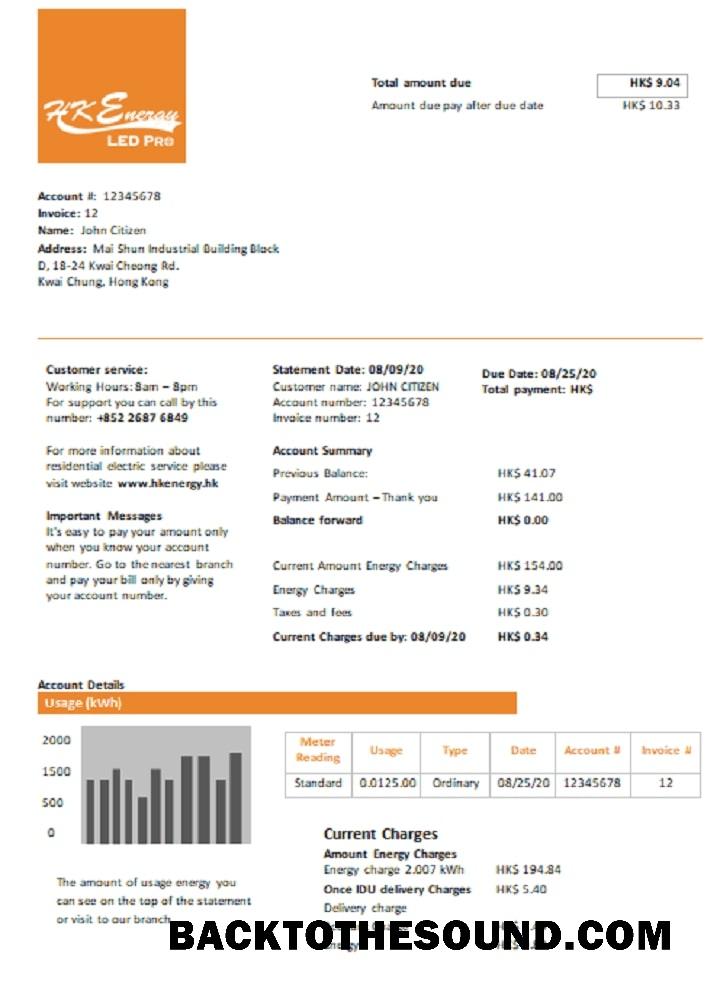 HK Energy
LED PRO
Total amount due HK$ 9.04
Amount due pay after due date HK$ 10.33
Account #: 12345678
Invoice: 12
Name: John Citizen
Address: Mai Shun Industrial Building Block
D, 18-24 Kwai Cheong Rd.
Kwai Chung, Hong Kong
Customer service:
Working Hours: 8am – 8pm
For support you can call by this
number: +852 2687 6849
For more information about
residential electric service please
visit website www.hkenergy.hk
Important Messages
It's easy to pay your amount only
when you know your account
number. Go to the nearest branch
and pay your bill only by giving
your account number.
Statement Date: 08/09/20
Customer name: JOHN CITIZEN
Account number: 12345678
Invoice number: 12
Due Date: 08/25/20
Total payment: HK$
Account Summary
Previous Balance: HK$ 41.07
Payment Amount – Thank you HK$ 141.00
Balance forward HK$ 0.00
Current Amount Energy Charges HK$ 154.00
Energy Charges HK$ 9.34
Taxes and fees HK$ 0.30
Current Charges due by: 08/09/20 HK$ 0.34
Account Details
Usage (kWh)
2000
1500
500
0
Meter Reading Usage Type Date Account # Invoice #
Standard 0.0125.00 Ordinary 08/25/20 12345678 12
The amount of usage energy you
can see on the top of the statement
or visit to our branch.
Current Charges
Amount Energy Charges
Energy charge 2.007 kWh HK$ 194.84
Once IDU delivery Charges HK$ 5.40
Delivery charge
BACKTOTHESOUND.COM